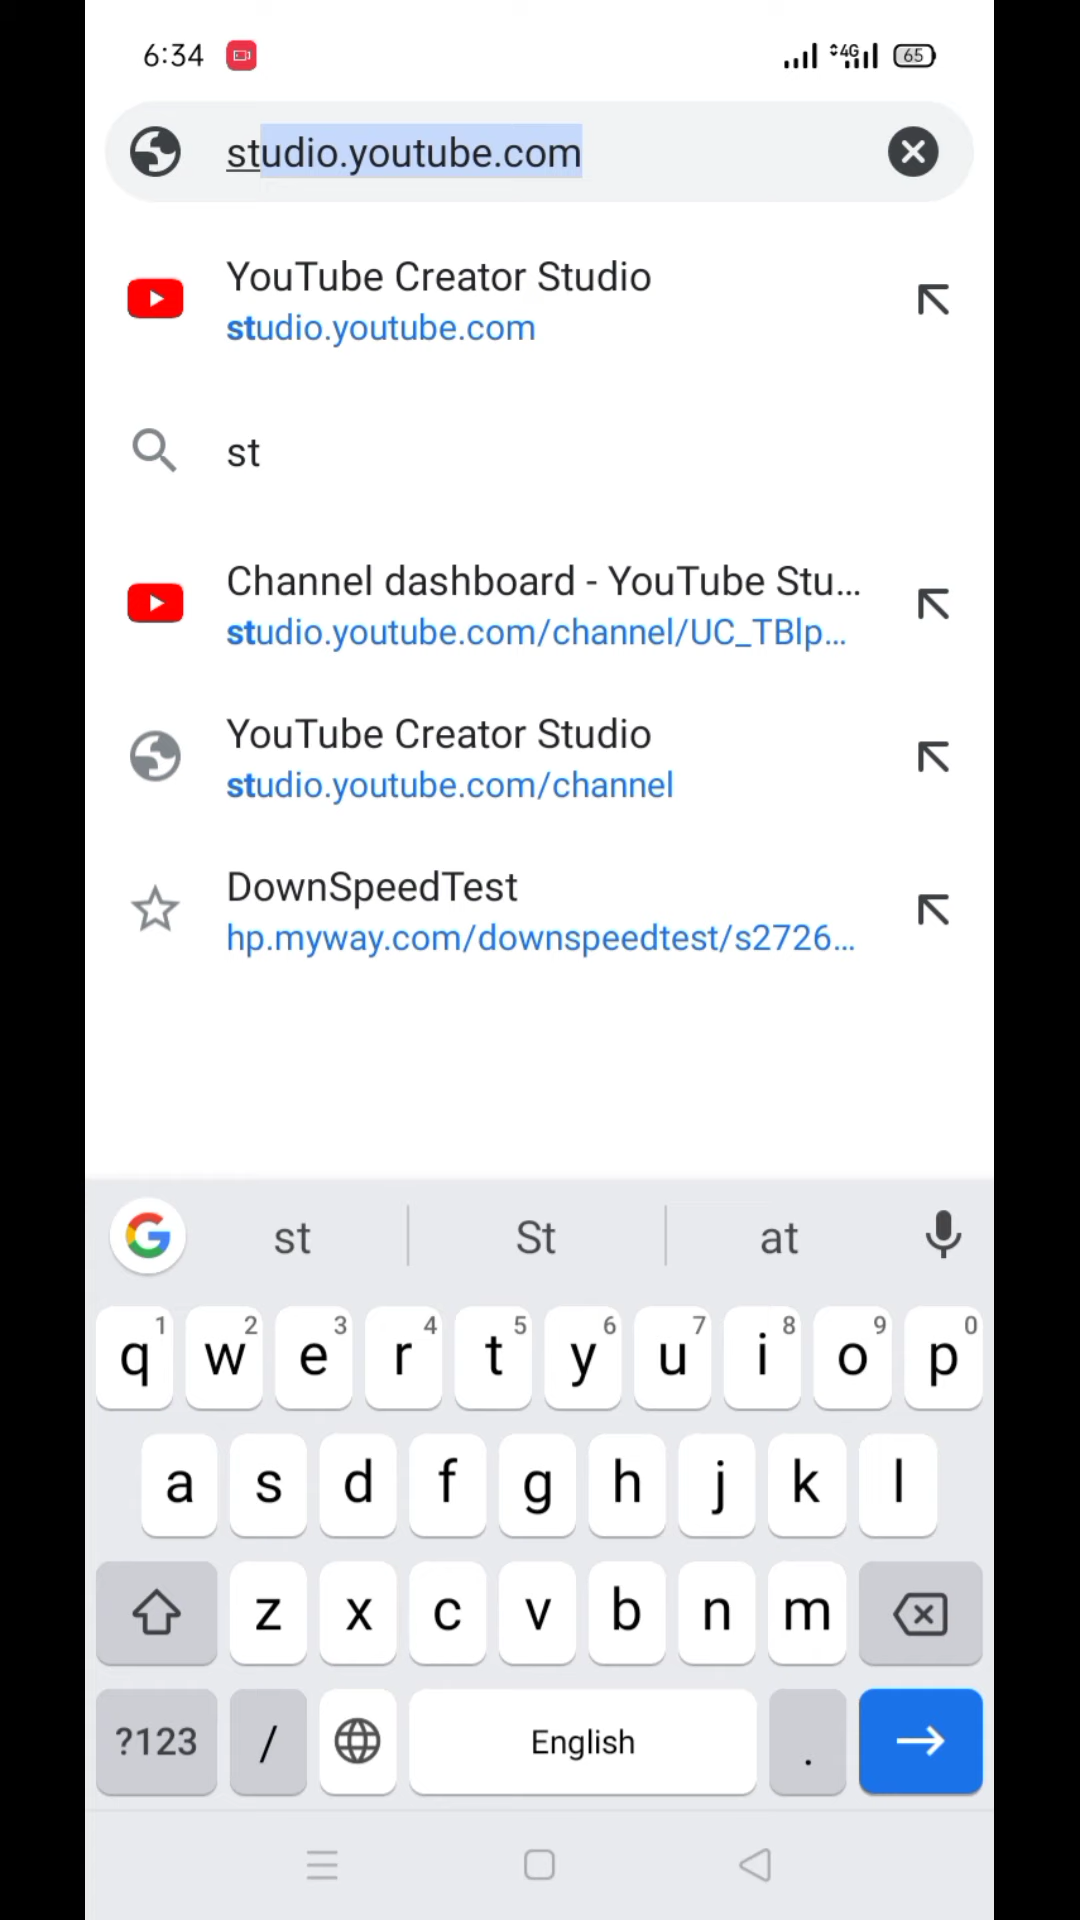 6:34
4G
65
studio.youtube.com
YouTube Creator Studio
studio.youtube.com
st
Channel dashboard - YouTube Stu...
studio.youtube.com/channel/UC_TBlp...
YouTube Creator Studio
studio.youtube.com/channel
DownSpeedTest
hp.myway.com/downspeedtest/s2726...
st St at
1 2 3 4 5 6 7 8 9 0
q w e r t y u i o p
a s d f g h j k l
z x c v b n m
?123 / English .